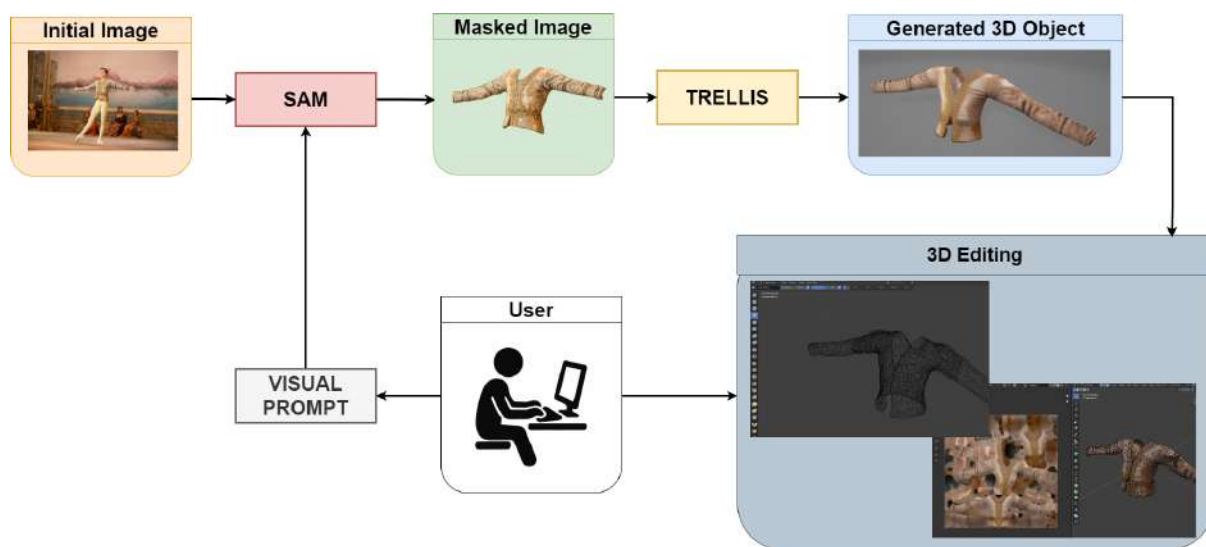 Initial Image
SAM
Masked Image
TRELLIS
Generated 3D Object
3D Editing
User
VISUAL
PROMPT